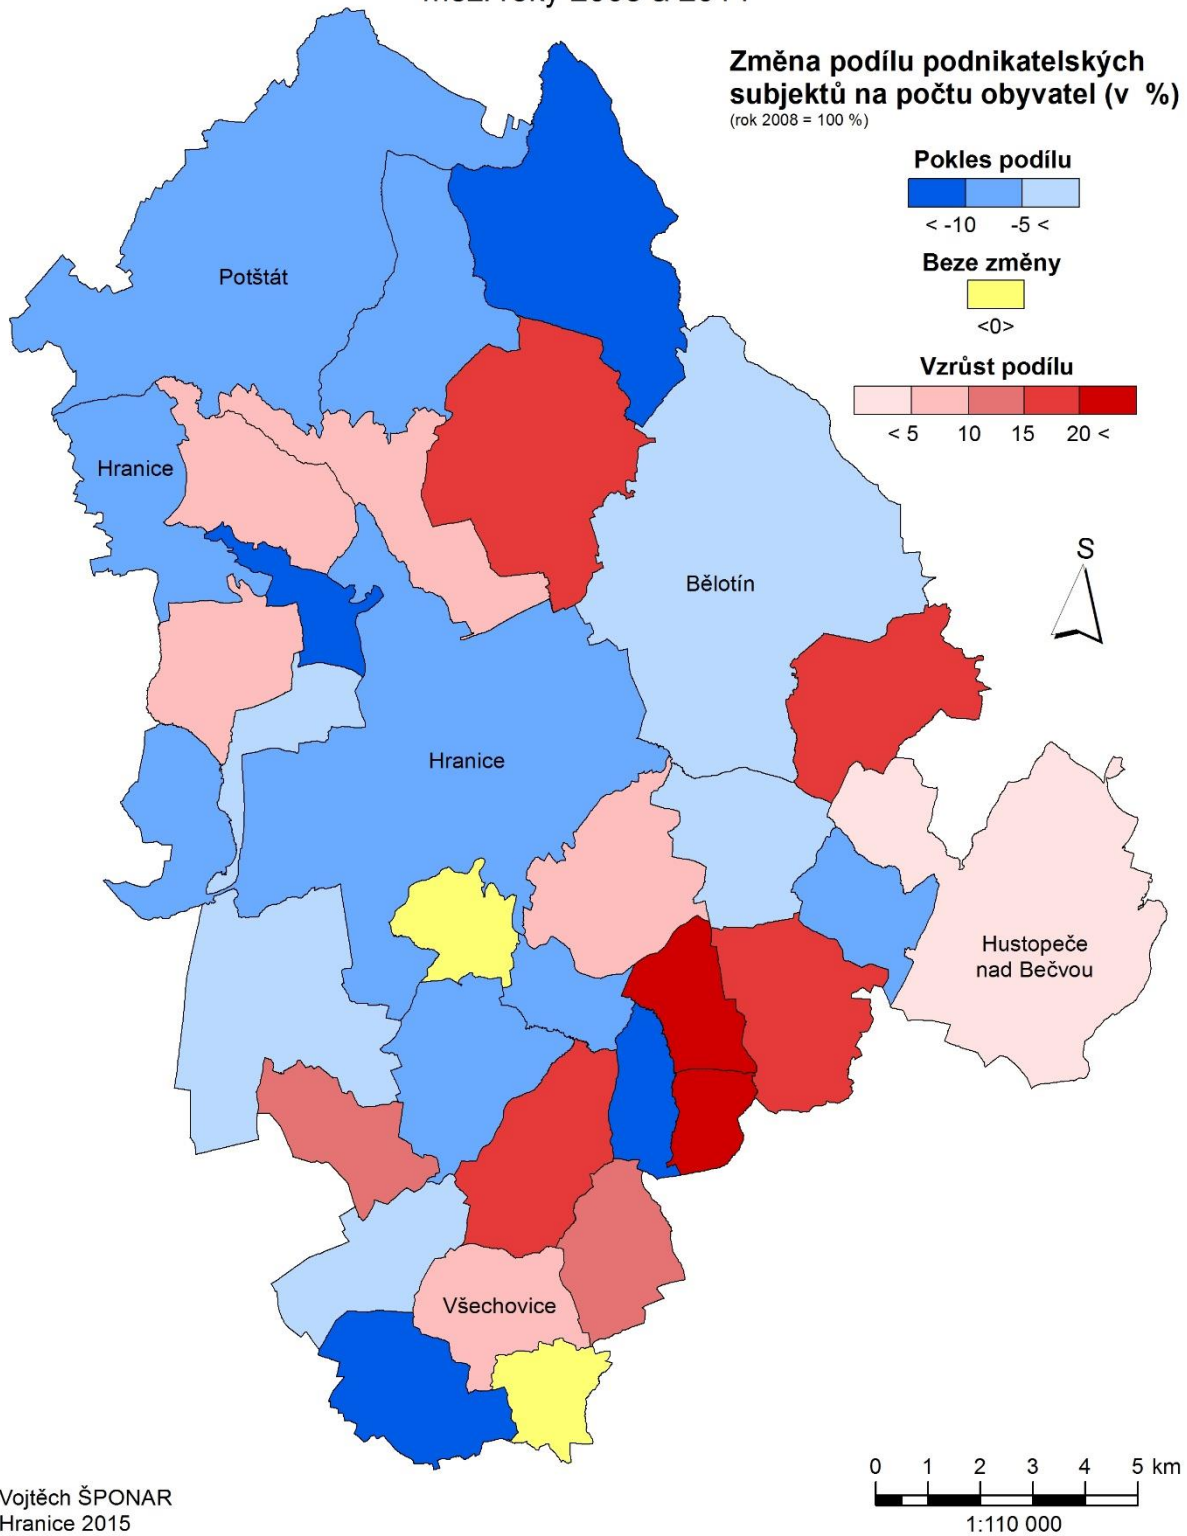 Změna podílu podnikatelských
subjektů na počtu obyvatel (v %)
(rok 2008 = 100 %)
Pokles podílu
< -10 -5 <
Beze změny
<0>
Vzrůst podílu
< 5 10 15 20 <
Potštát
Hranice
S
Bělotín
Hranice
Hustopeče
nad Bečvou
Všechovice
0 1 2 3 4 5 km
1:110 000
Vojtěch ŠPONAR
Hranice 2015